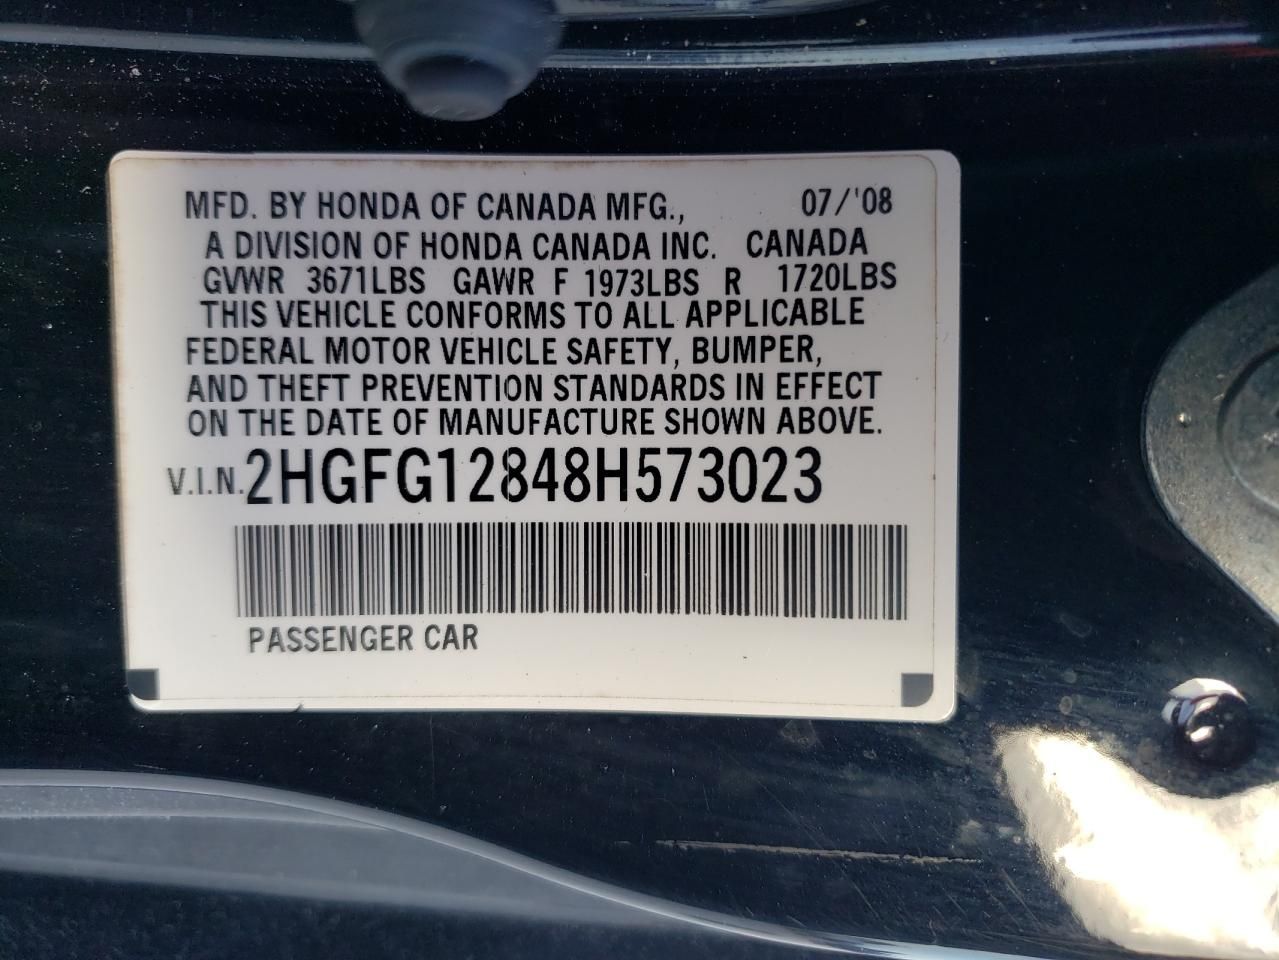 MFD. BY HONDA OF CANADA MFG., 07/'08
A DIVISION OF HONDA CANADA INC. CANADA
GVWR 3671LBS GAWR F 1973LBS R 1720LBS
THIS VEHICLE CONFORMS TO ALL APPLICABLE
FEDERAL MOTOR VEHICLE SAFETY, BUMPER,
AND THEFT PREVENTION STANDARDS IN EFFECT
ON THE DATE OF MANUFACTURE SHOWN ABOVE.
V.I.N. 2HGFG12848H573023
PASSENGER CAR